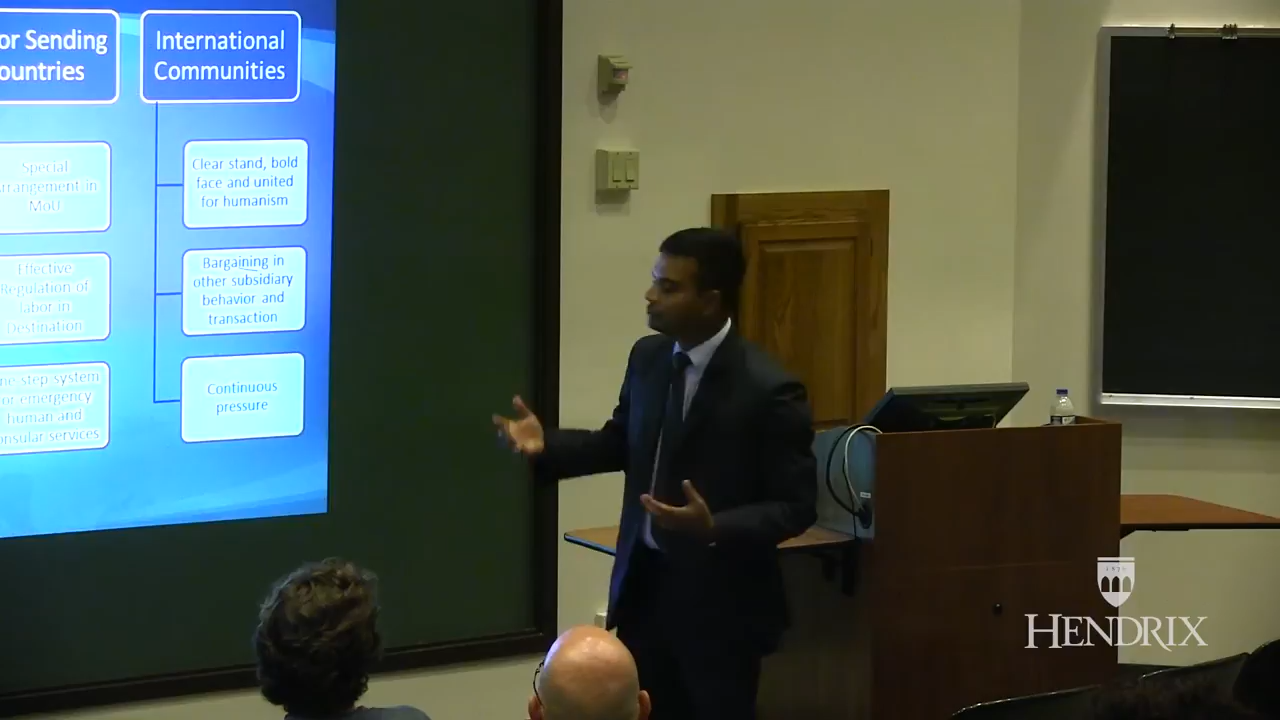 or Sending
ountries
Special
rrangement in
MoU
Effective
Regulation of
labor in
Destination
ne step system
or emergency
human and
onsular services
International
Communities
Clear stand, bold
face and united
for humanism
Bargaining in
other subsidiary
behavior and
transaction
Continuous
pressure
1876
HENDRIX